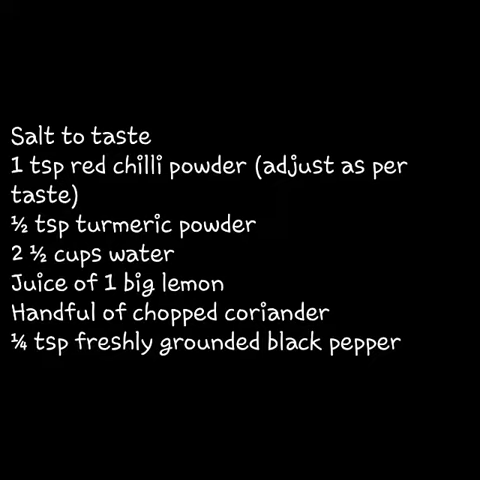 Salt to taste
1 tsp red chilli powder (adjust as per
taste)
½ tsp turmeric powder
2 ½ cups water
Juice of 1 big lemon
Handful of chopped coriander
¼ tsp freshly grounded black pepper